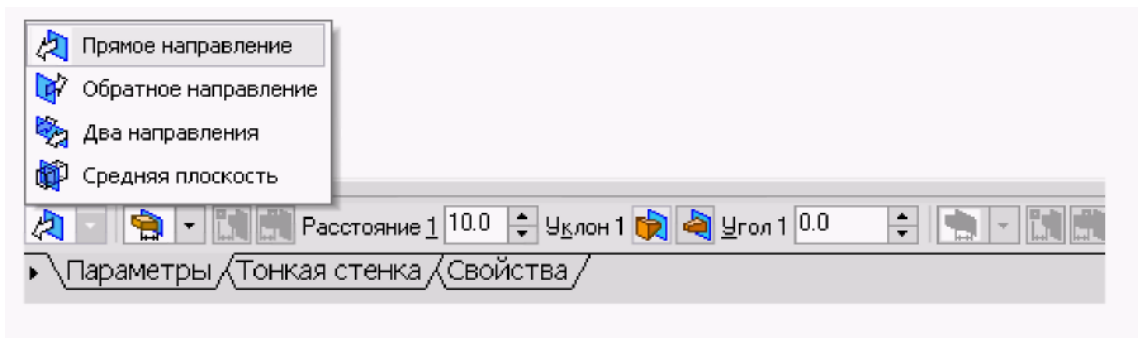 Прямое направление
Обратное направление
Два направления
Средняя плоскость
Расстояние 1 10.0 Уклон 1 Угол 1 0.0
Параметры Тонкая стенка Свойства